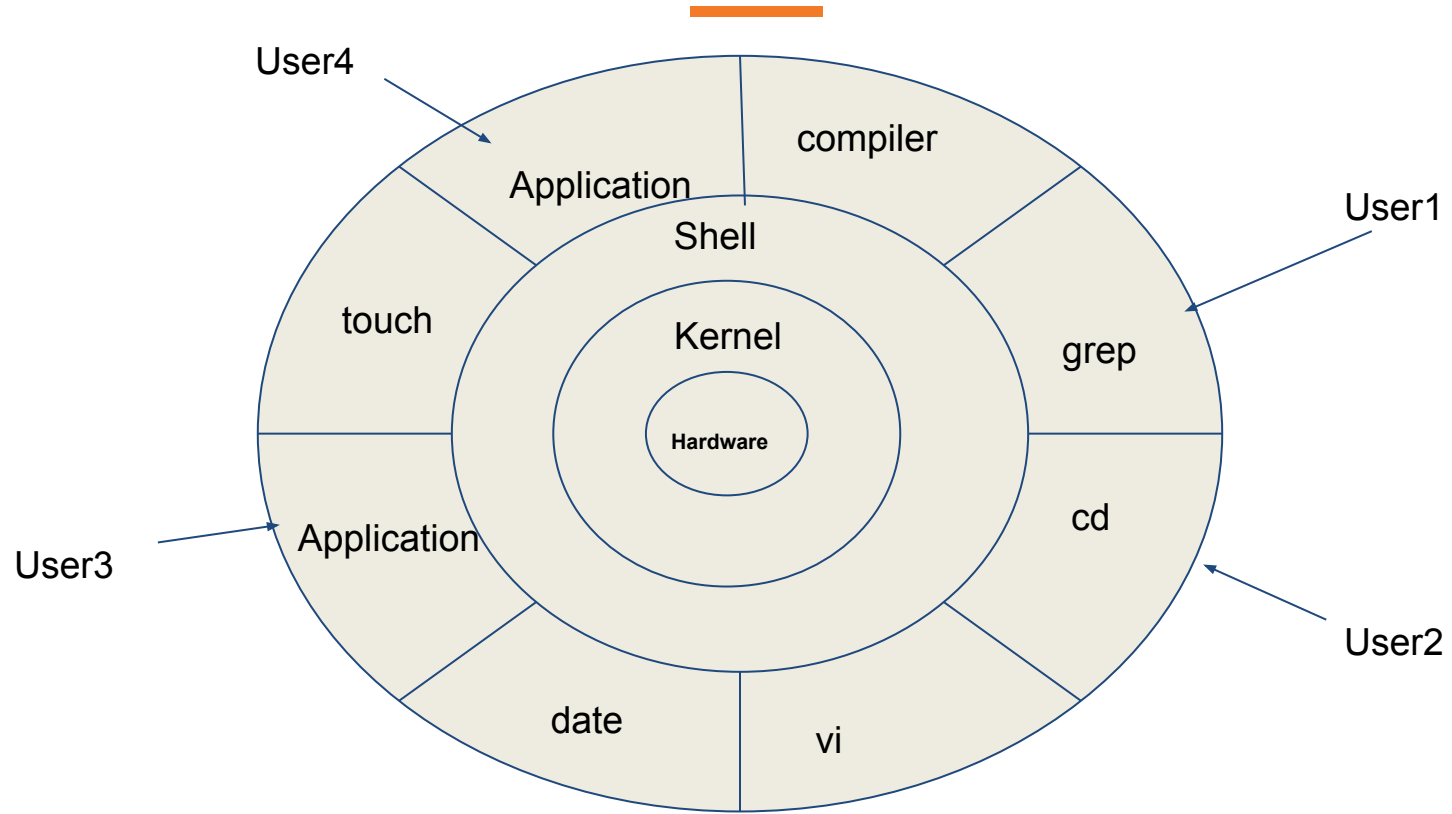 User4
compiler
Application
User1
Shell
touch
Kernel
grep
Hardware
cd
Application
User3
User2
date
vi